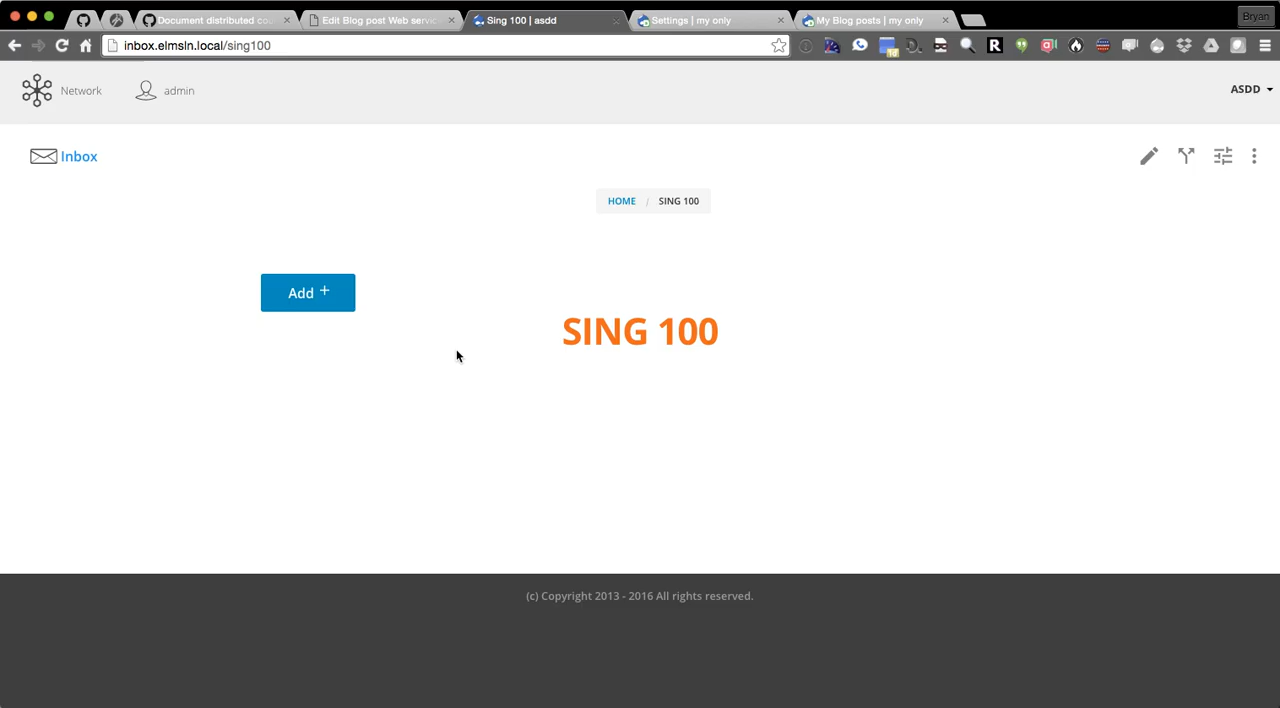 Document distributed cou
Edit Blog post Web servic
Sing 100 | asdd
Settings | my only
My Blog posts | my only
Bryan
inbox.elmsln.local/sing100
Network
admin
ASDD
Inbox
HOME / SING 100
Add +
SING 100
(c) Copyright 2013 - 2016 All rights reserved.